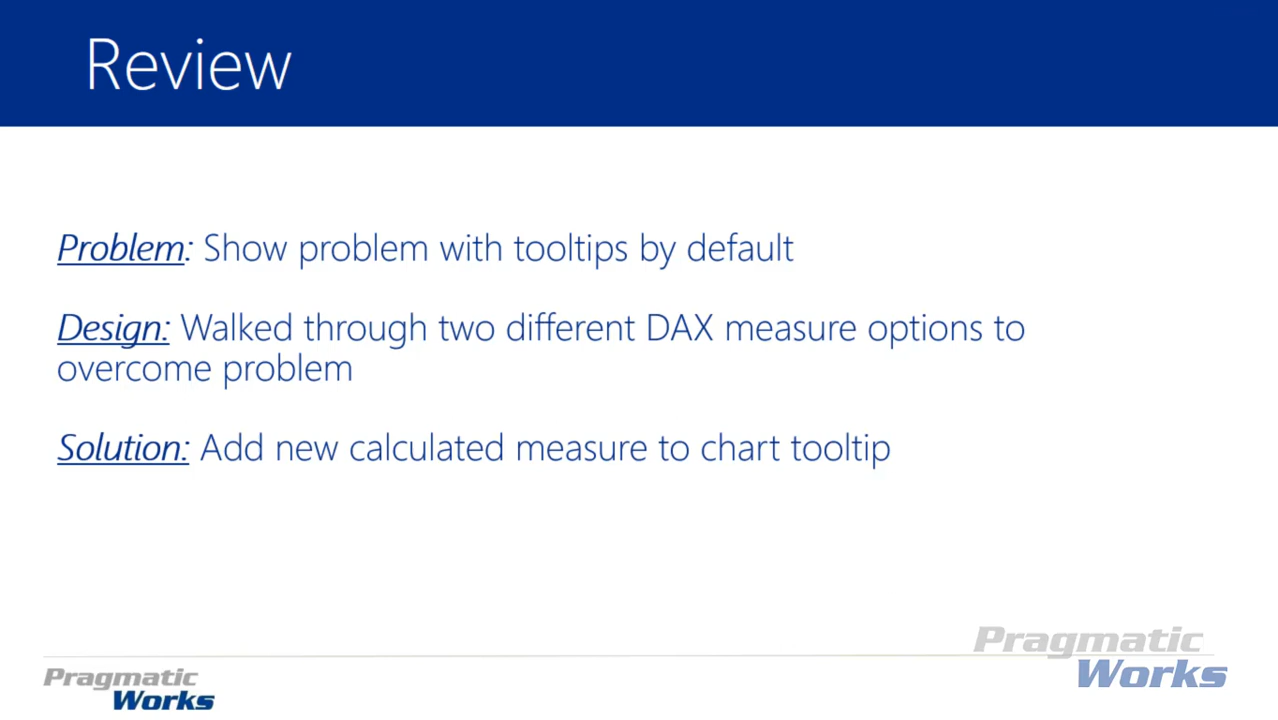 Review
Problem: Show problem with tooltips by default
Design: Walked through two different DAX measure options to
overcome problem
Solution: Add new calculated measure to chart tooltip
Pragmatic
Works
Pragmatic
Works